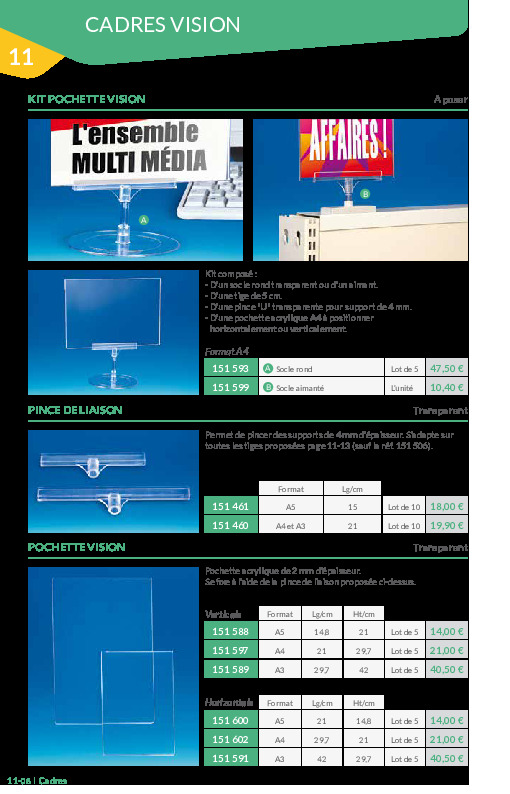 CADRES VISION
11
KIT POCHETTE VISION
A poser
L'ensemble
MULTI MÉDIA
A
AFFAIRES !
B
Kit composé :
- D'un socle rond transparent ou d'un aimant.
- D'une tige de 5 cm.
- D'une pince "U" transparente pour support de 4 mm.
- D'une pochette acrylique A4 à positionner
horizontalement ou verticalement.
Format A4
151 593 A Socle rond Lot de 5 47,50 €
151 599 B Socle aimanté L'unité 10,40 €
PINCE DE LIAISON
Transparent
Permet de pincer des supports de 4mm d'épaisseur. S'adapte sur
toutes les tiges proposées page 11-13 (sauf la réf. 151 506).
Format Lg/cm
151 461 A5 15 Lot de 10 18,00 €
151 460 A4 et A3 21 Lot de 10 19,90 €
POCHETTE VISION
Transparent
Pochette acrylique de 2 mm d'épaisseur.
Se fixe à l'aide de la pince de liaison proposée ci-dessus.
Verticale Format Lg/cm Ht/cm
151 588 A5 14,8 21 Lot de 5 14,00 €
151 597 A4 21 29,7 Lot de 5 21,00 €
151 589 A3 29,7 42 Lot de 5 40,50 €
Horizontale Format Lg/cm Ht/cm
151 600 A5 21 14,8 Lot de 5 14,00 €
151 602 A4 29,7 21 Lot de 5 21,00 €
151 591 A3 42 29,7 Lot de 5 40,50 €
11-08 | Cadres